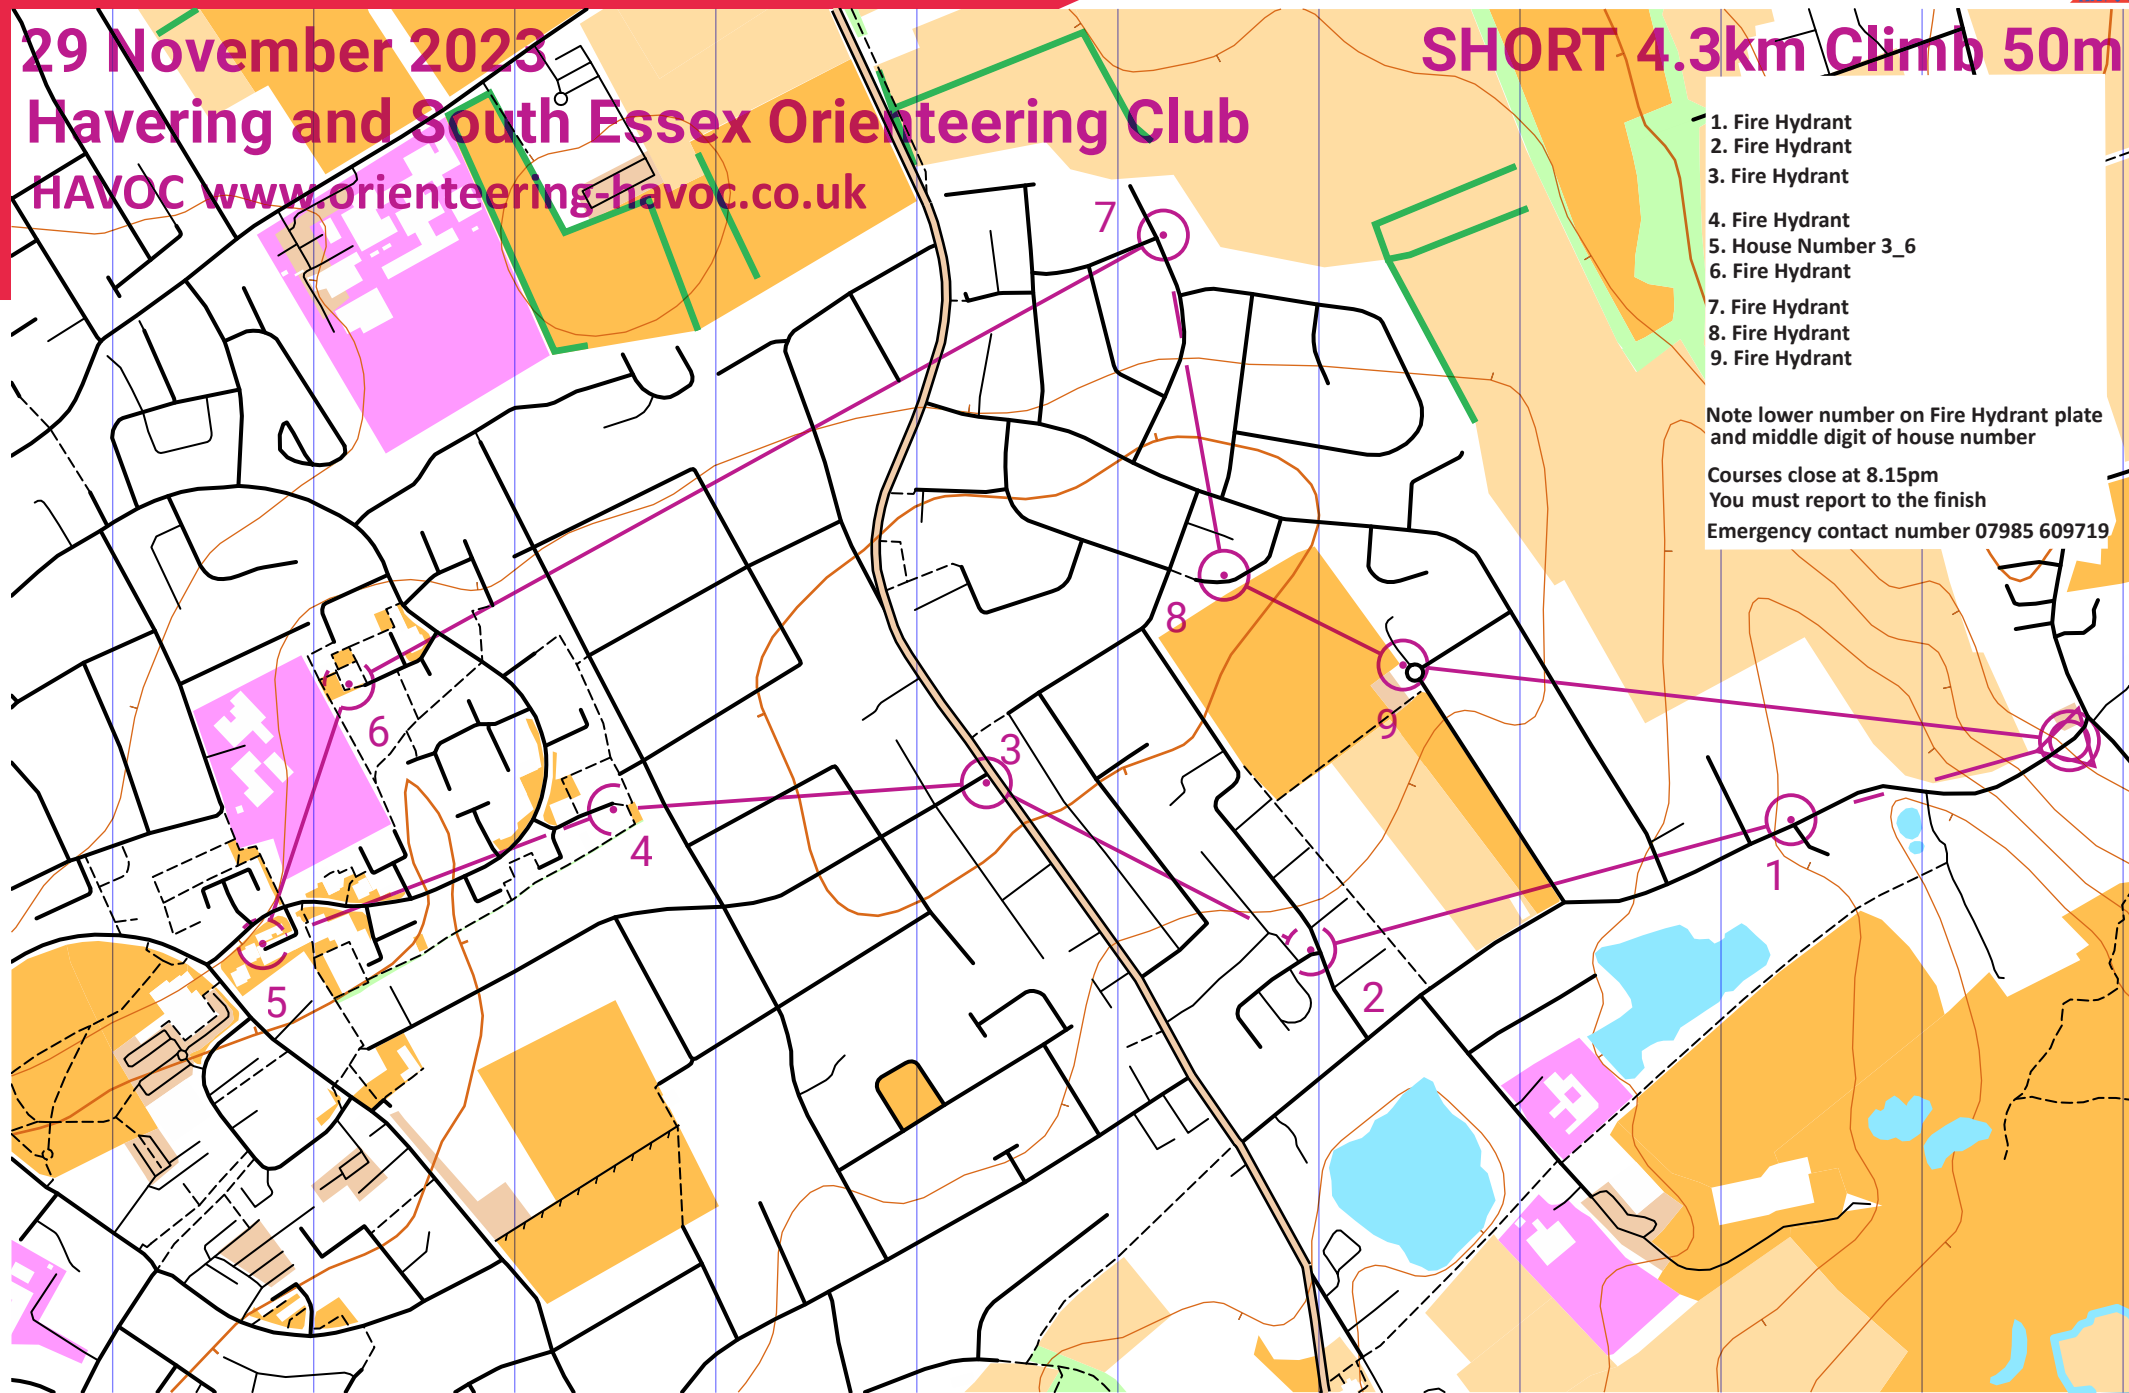 29 November 2023
SHORT 4.3km Climb 50m
Havering and South Essex Orienteering Club
HAVOC www.orienteering-havoc.co.uk
1. Fire Hydrant
2. Fire Hydrant
3. Fire Hydrant
4. Fire Hydrant
5. House Number 3_6
6. Fire Hydrant
7. Fire Hydrant
8. Fire Hydrant
9. Fire Hydrant
Note lower number on Fire Hydrant plate
and middle digit of house number
Courses close at 8.15pm
You must report to the finish
Emergency contact number 07985 609719
7
8
6
9
3
4
1
5
2